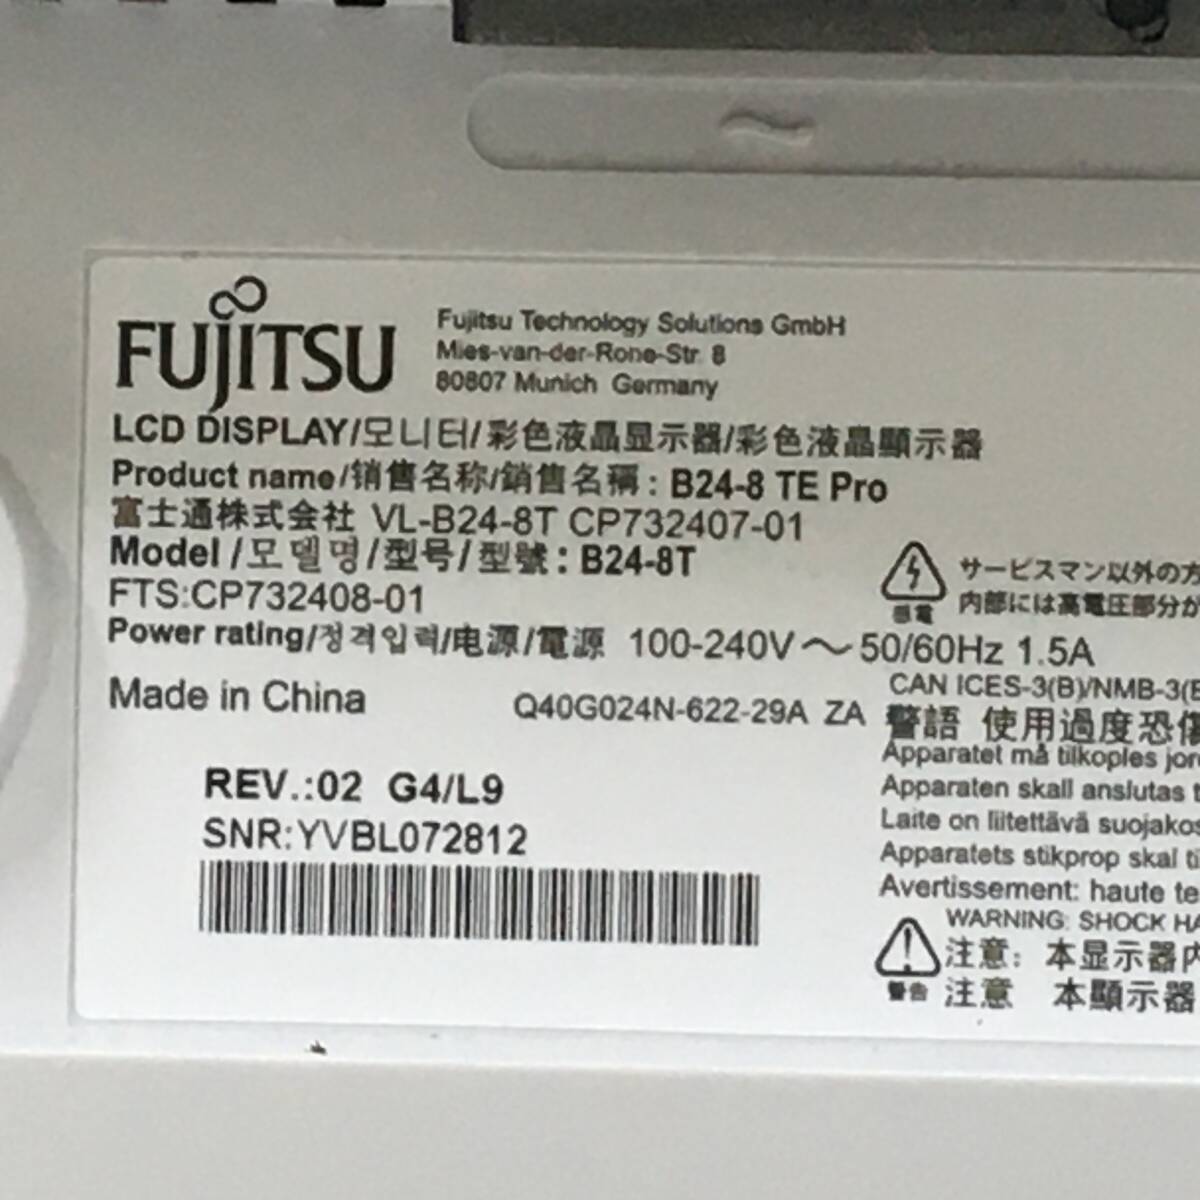 FUJITSU
Fujitsu Technology Solutions GmbH
Mies-van-der-Rohe-Str. 8
80807 Munich Germany
LCD DISPLAY/모니터/彩色液晶显示器/彩色液晶顯示器
Product name/销售名称/銷售名稱: B24-8 TE Pro
富士通株式会社 VL-B24-8T CP732407-01
Model /모델명/型号/型號: B24-8T
FTS:CP732408-01
Power rating/정격입력/电源/電源 100-240V～50/60Hz 1.5A
Made in China
Q40G024N-622-29A ZA
REV.:02 G4/L9
SNR:YVBL072812
感電
サービスマン以外の方
内部には高電圧部分が
CAN ICES-3(B)/NMB-3(B
警語 使用過度恐傷
Apparatet må tilkoples jor
Apparaten skall anslutas t
Laite on liitettävä suojakos
Apparatets stikprop skal ti
Avertissement: haute te
WARNING: SHOCK HA
警告
注意: 本显示器内
注意 本顯示器